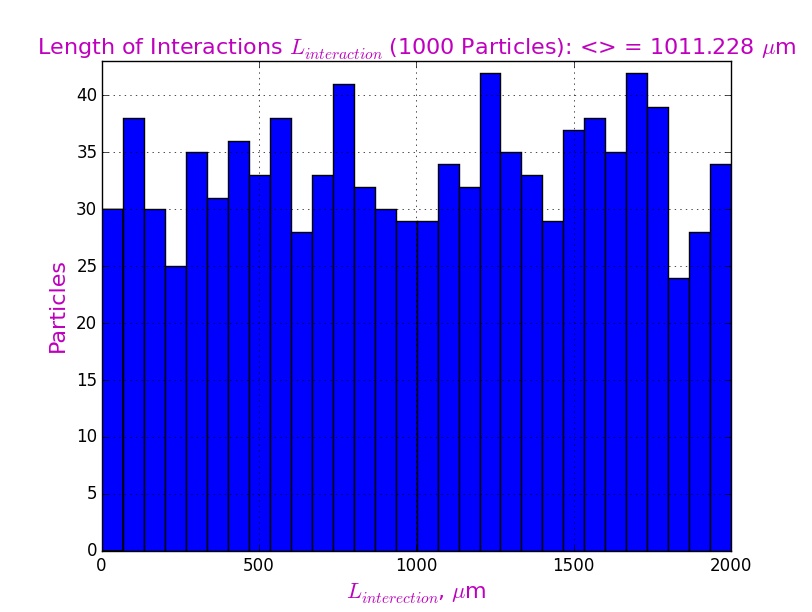 Length of Interactions L_interaction (1000 Particles): <> = 1011.228 μm
Particles
40
35
30
25
20
15
10
5
0
0 500 1000 1500 2000
L_interection, μm